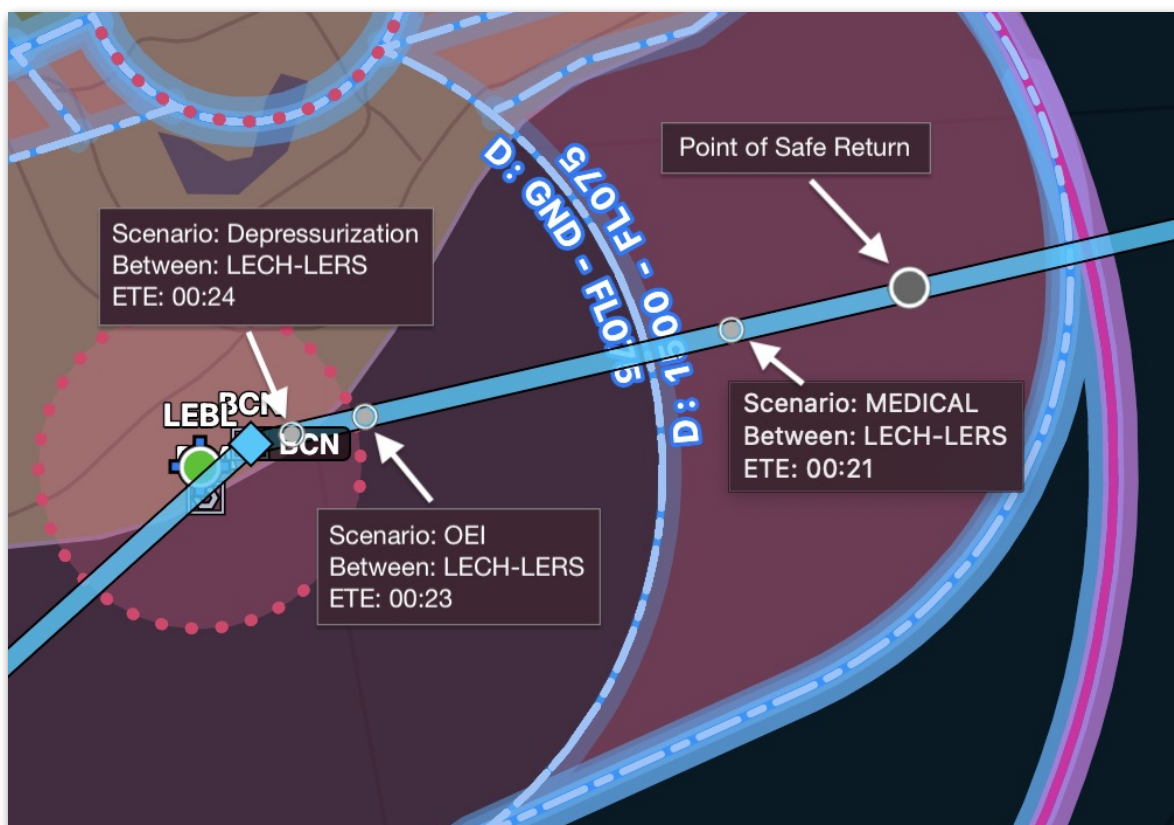 D: GND - FL075
D: 1500 - FL075
Point of Safe Return
Scenario: Depressurization
Between: LECH-LERS
ETE: 00:24
LEBL
BCN
BCN
Scenario: MEDICAL
Between: LECH-LERS
ETE: 00:21
Scenario: OEI
Between: LECH-LERS
ETE: 00:23